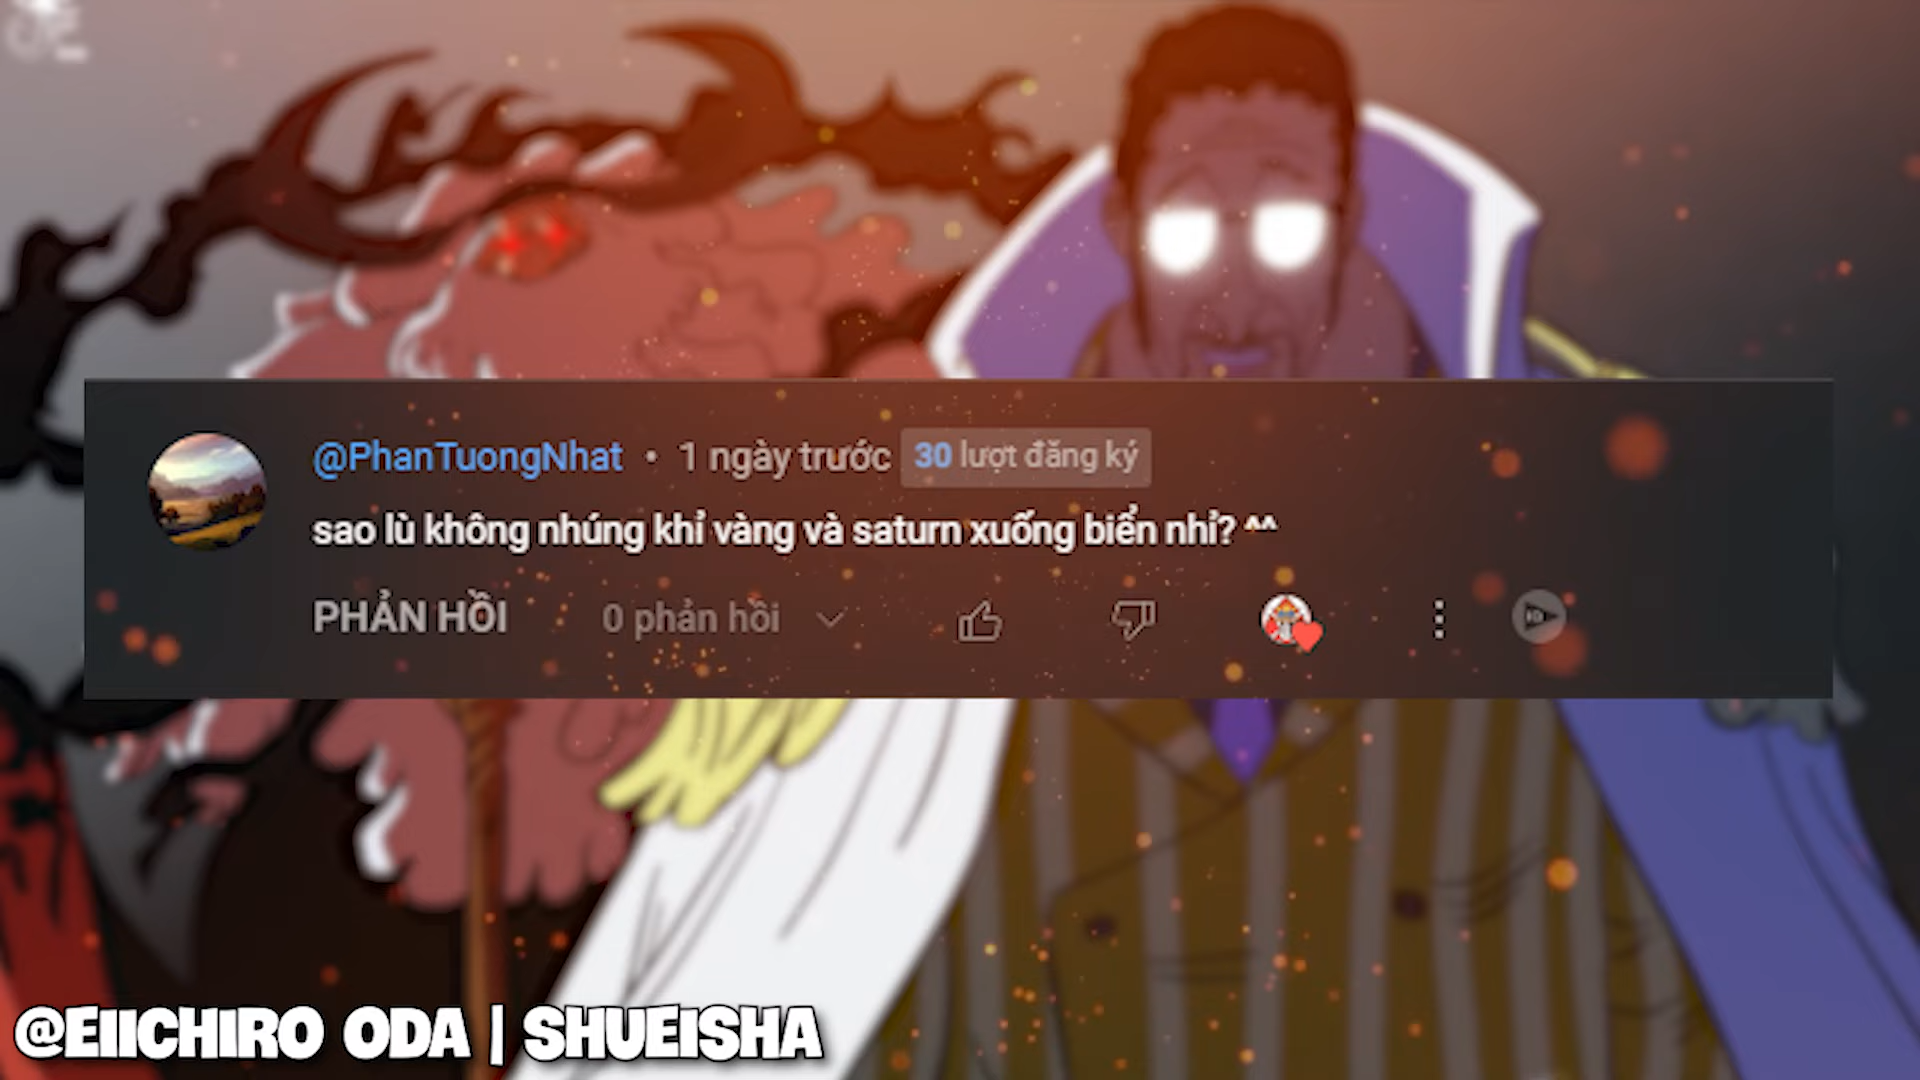 @PhanTuongNhat • 1 ngày trước 30 lượt đăng ký
sao lù không nhúng khỉ vàng và saturn xuống biển nhỉ? ^^
PHẢN HỒI 0 phản hồi
@EIICHIRO ODA | SHUEISHA